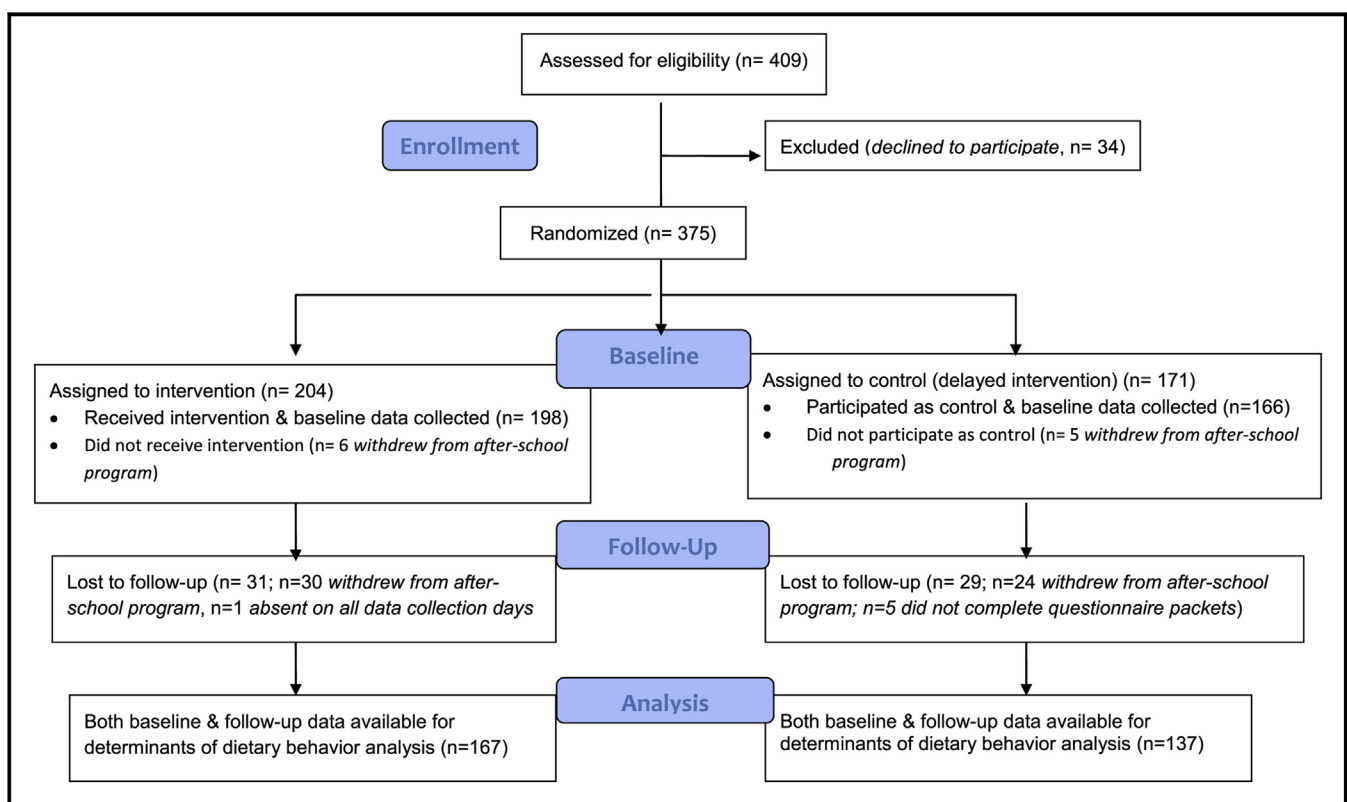 Assessed for eligibility (n= 409)
Enrollment
Excluded (declined to participate, n= 34)
Randomized (n= 375)
Baseline
Assigned to intervention (n= 204)
• Received intervention & baseline data collected (n= 198)
• Did not receive intervention (n= 6 withdrew from after-school
program)
Assigned to control (delayed intervention) (n= 171)
• Participated as control & baseline data collected (n=166)
• Did not participate as control (n= 5 withdrew from after-school
program)
Follow-Up
Lost to follow-up (n= 31; n=30 withdrew from after-
school program, n=1 absent on all data collection days
Lost to follow-up (n= 29; n=24 withdrew from after-school
program; n=5 did not complete questionnaire packets)
Analysis
Both baseline & follow-up data available for
determinants of dietary behavior analysis (n=167)
Both baseline & follow-up data available for
determinants of dietary behavior analysis (n=137)